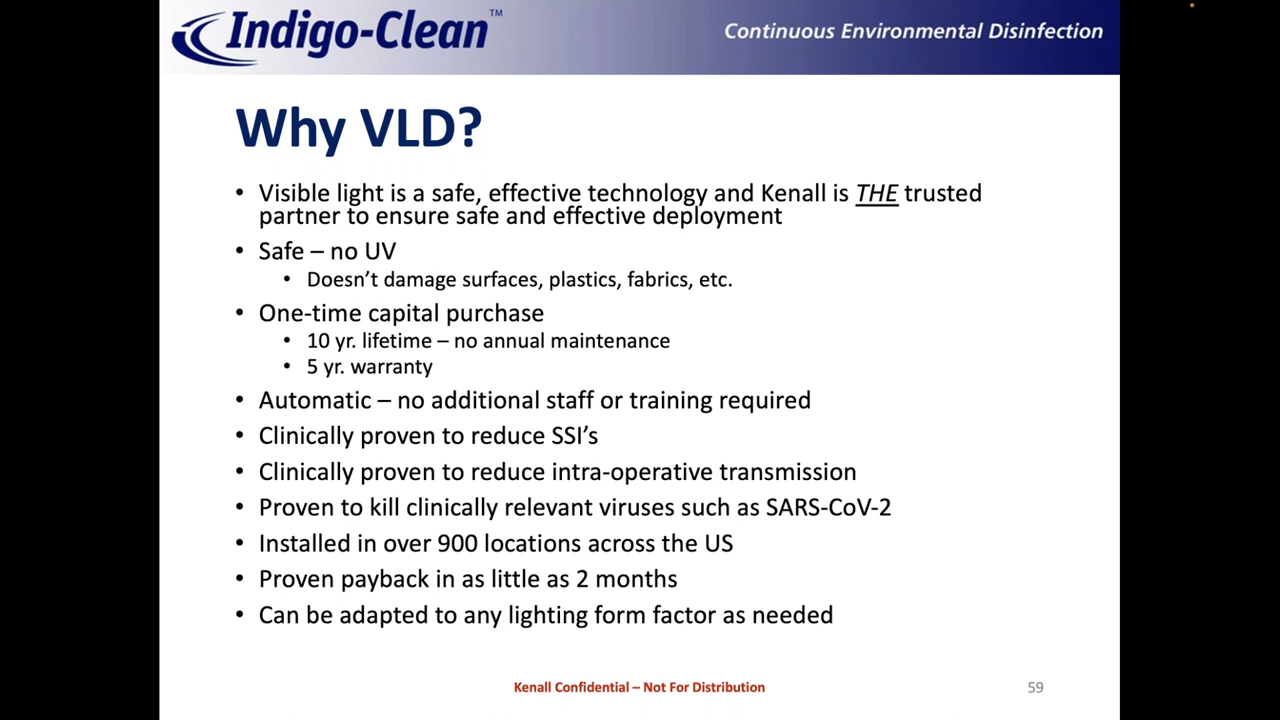 Indigo-Clean™
Continuous Environmental Disinfection
Why VLD?
• Visible light is a safe, effective technology and Kenall is THE trusted
partner to ensure safe and effective deployment
• Safe – no UV
• Doesn’t damage surfaces, plastics, fabrics, etc.
• One-time capital purchase
• 10 yr. lifetime – no annual maintenance
• 5 yr. warranty
• Automatic – no additional staff or training required
• Clinically proven to reduce SSI’s
• Clinically proven to reduce intra-operative transmission
• Proven to kill clinically relevant viruses such as SARS-CoV-2
• Installed in over 900 locations across the US
• Proven payback in as little as 2 months
• Can be adapted to any lighting form factor as needed
Kenall Confidential – Not For Distribution
59